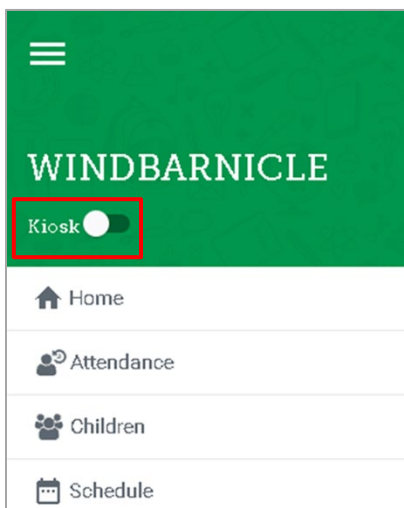 WINDBARNICLE
Kiosk
Home
Attendance
Children
Schedule